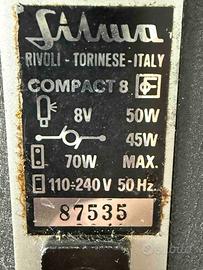 Silma
RIVOLI - TORINESE - ITALY
COMPACT 8
8V 50W
45W
70W MAX.
110÷240 V 50 Hz.
87535